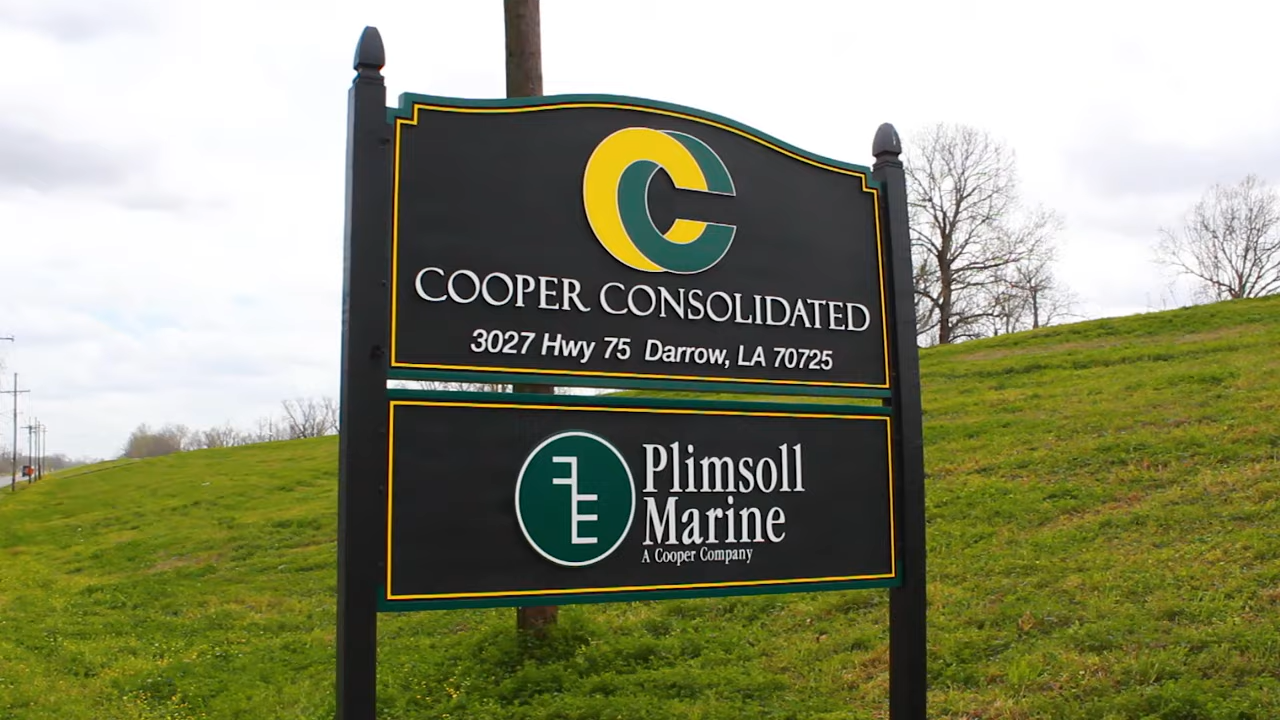 COOPER CONSOLIDATED
3027 Hwy 75 Darrow, LA 70725
Plimsoll
Marine
A Cooper Company